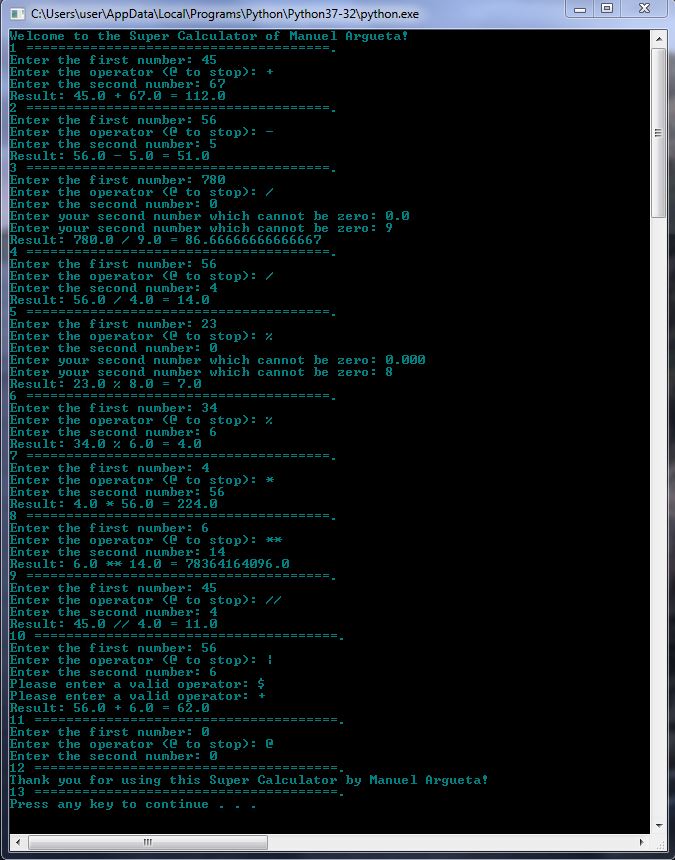 C:\Users\user\AppData\Local\Programs\Python\Python37-32\python.exe
Welcome to the Super Calculator of Manuel Argueta!
1 ====================================.
Enter the first number: 45
Enter the operator (@ to stop): +
Enter the second number: 67
Result: 45.0 + 67.0 = 112.0
2 ====================================.
Enter the first number: 56
Enter the operator (@ to stop): -
Enter the second number: 5
Result: 56.0 - 5.0 = 51.0
3 ====================================.
Enter the first number: 780
Enter the operator (@ to stop): /
Enter the second number: 0
Enter your second number which cannot be zero: 0.0
Enter your second number which cannot be zero: 9
Result: 780.0 / 9.0 = 86.66666666666667
4 ====================================.
Enter the first number: 56
Enter the operator (@ to stop): /
Enter the second number: 4
Result: 56.0 / 4.0 = 14.0
5 ====================================.
Enter the first number: 23
Enter the operator (@ to stop): %
Enter the second number: 0
Enter your second number which cannot be zero: 0.000
Enter your second number which cannot be zero: 8
Result: 23.0 % 8.0 = 7.0
6 ====================================.
Enter the first number: 34
Enter the operator (@ to stop): %
Enter the second number: 6
Result: 34.0 % 6.0 = 4.0
7 ====================================.
Enter the first number: 4
Enter the operator (@ to stop): *
Enter the second number: 56
Result: 4.0 * 56.0 = 224.0
8 ====================================.
Enter the first number: 6
Enter the operator (@ to stop): **
Enter the second number: 14
Result: 6.0 ** 14.0 = 78364164096.0
9 ====================================.
Enter the first number: 45
Enter the operator (@ to stop): //
Enter the second number: 4
Result: 45.0 // 4.0 = 11.0
10 ====================================.
Enter the first number: 56
Enter the operator (@ to stop): |
Enter the second number: 6
Please enter a valid operator: $
Please enter a valid operator: +
Result: 56.0 + 6.0 = 62.0
11 ====================================.
Enter the first number: 0
Enter the operator (@ to stop): @
Enter the second number: 0
12 ====================================.
Thank you for using this Super Calculator by Manuel Argueta!
13 ====================================.
Press any key to continue . . .